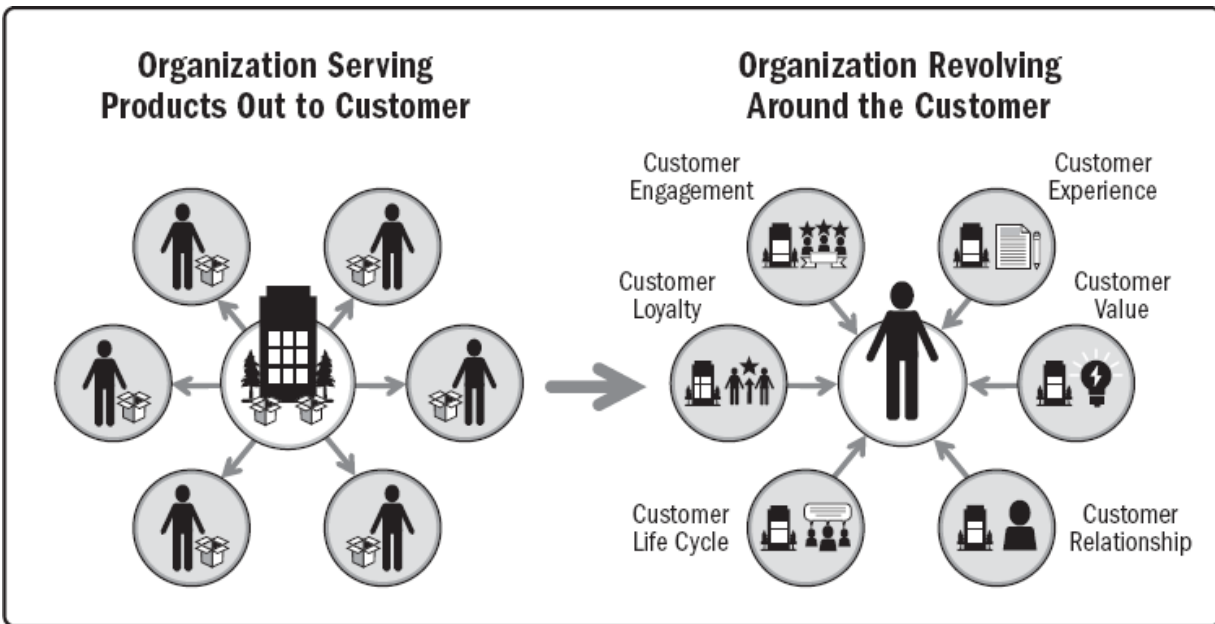 Organization Serving
Products Out to Customer
Organization Revolving
Around the Customer
Customer
Engagement
Customer
Experience
Customer
Loyalty
Customer
Value
Customer
Life Cycle
Customer
Relationship